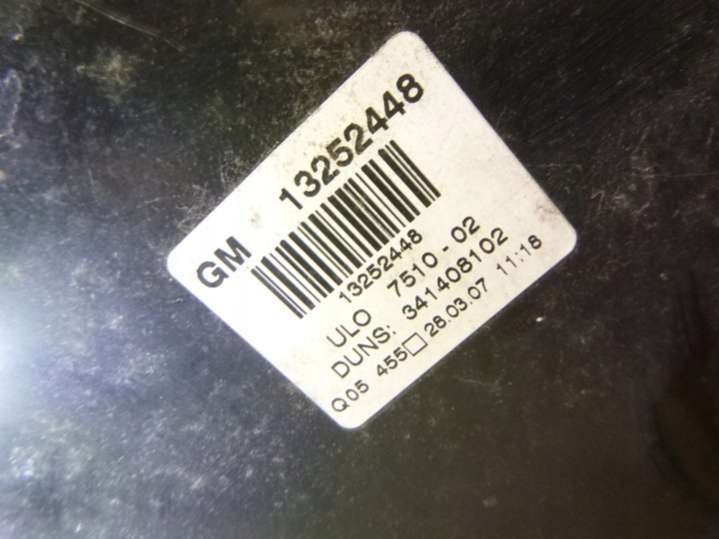 GM 13252448
13252448
ULO 7510-02
DUNS: 341408102
Q05 455□ 28.03.07 11:18